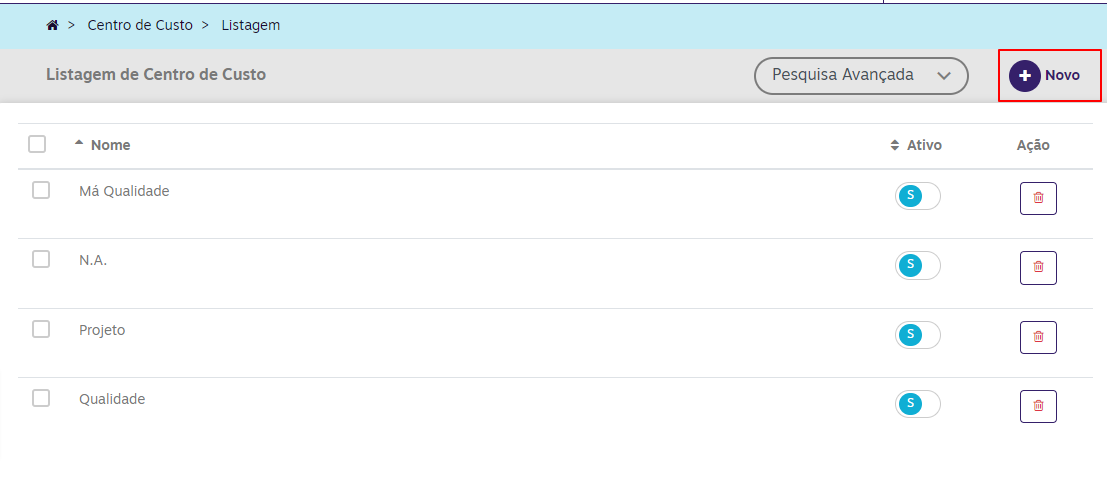 > Centro de Custo > Listagem
Listagem de Centro de Custo Pesquisa Avançada Novo
Nome Ativo Ação
Má Qualidade S
N.A. S
Projeto S
Qualidade S